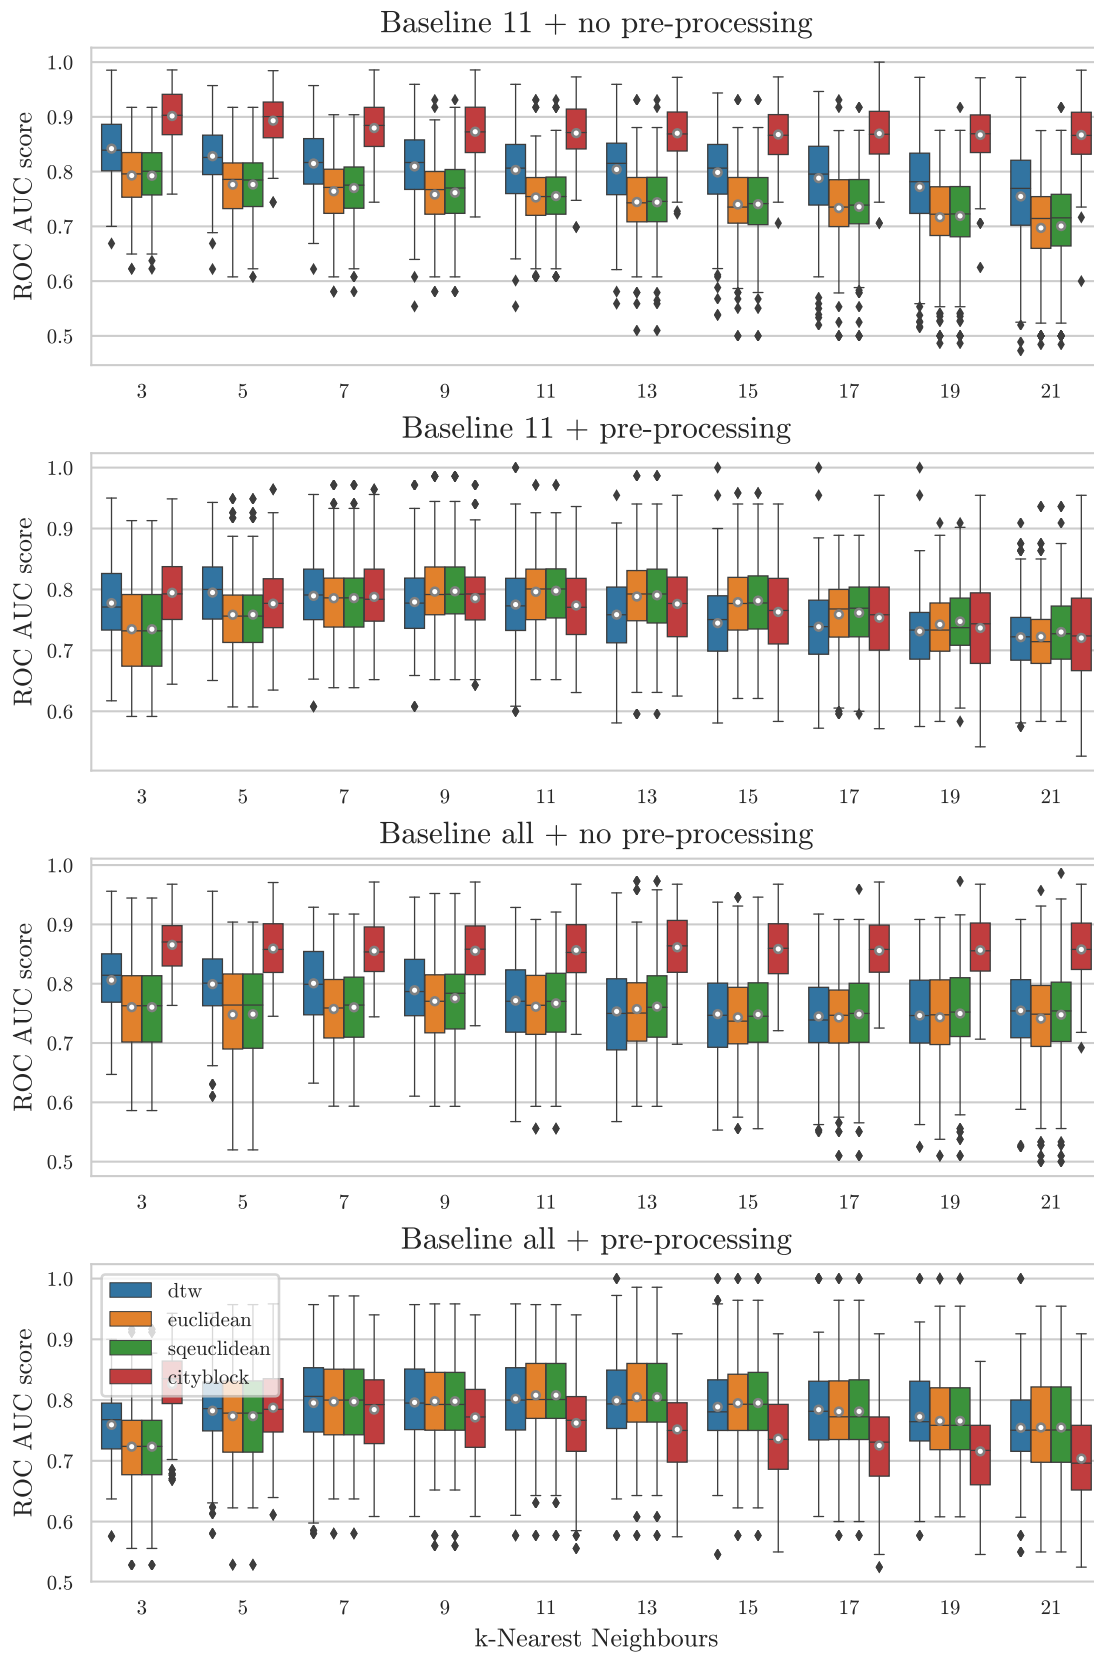 Baseline 11 + no pre-processing
1.0
0.9
0.8
0.7
0.6
0.5
ROC AUC score
3 5 7 9 11 13 15 17 19 21
Baseline 11 + pre-processing
1.0
0.9
0.8
0.7
0.6
ROC AUC score
3 5 7 9 11 13 15 17 19 21
Baseline all + no pre-processing
1.0
0.9
0.8
0.7
0.6
0.5
ROC AUC score
3 5 7 9 11 13 15 17 19 21
Baseline all + pre-processing
1.0
0.9
0.8
0.7
0.6
0.5
ROC AUC score
dtw
euclidean
sqeuclidean
cityblock
3 5 7 9 11 13 15 17 19 21
k-Nearest Neighbours